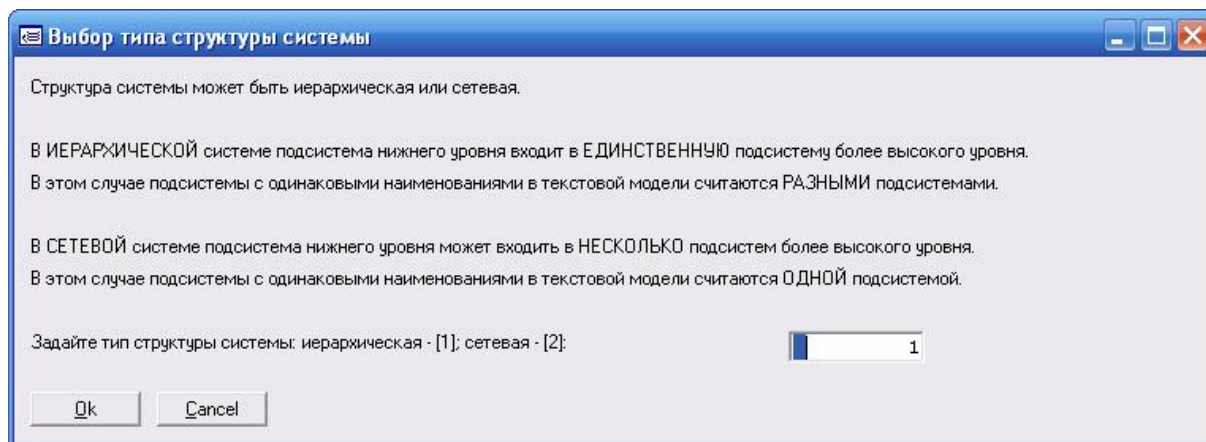 Выбор типа структуры системы
Структура системы может быть иерархическая или сетевая.
В ИЕРАРХИЧЕСКОЙ системе подсистема нижнего уровня входит в ЕДИНСТВЕННУЮ подсистему более высокого уровня.
В этом случае подсистемы с одинаковыми наименованиями в текстовой модели считаются РАЗНЫМИ подсистемами.
В СЕТЕВОЙ системе подсистема нижнего уровня может входить в НЕСКОЛЬКО подсистем более высокого уровня.
В этом случае подсистемы с одинаковыми наименованиями в текстовой модели считаются ОДНОЙ подсистемой.
Задайте тип структуры системы: иерархическая - [1]; сетевая - [2]: 1
Ok Cancel